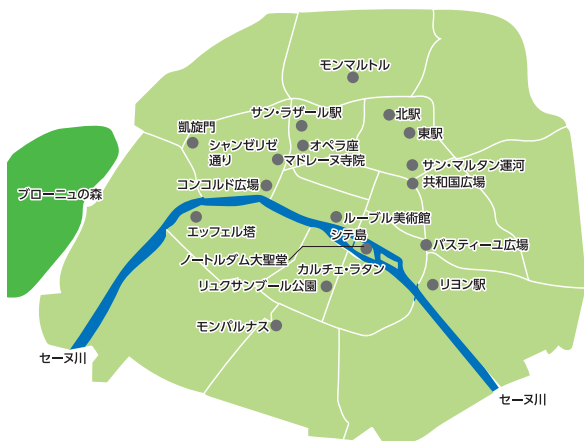 モンマルトル
サン・ラザール駅
北駅
凱旋門
東駅
シャンゼリゼ
通り
オペラ座
マドレーヌ寺院
サン・マルタン運河
コンコルド広場
共和国広場
ブローニュの森
エッフェル塔
ルーブル美術館
シテ島
バスティーユ広場
ノートルダム大聖堂
カルチェ・ラタン
リュクサンブール公園
リヨン駅
モンパルナス
セーヌ川
セーヌ川